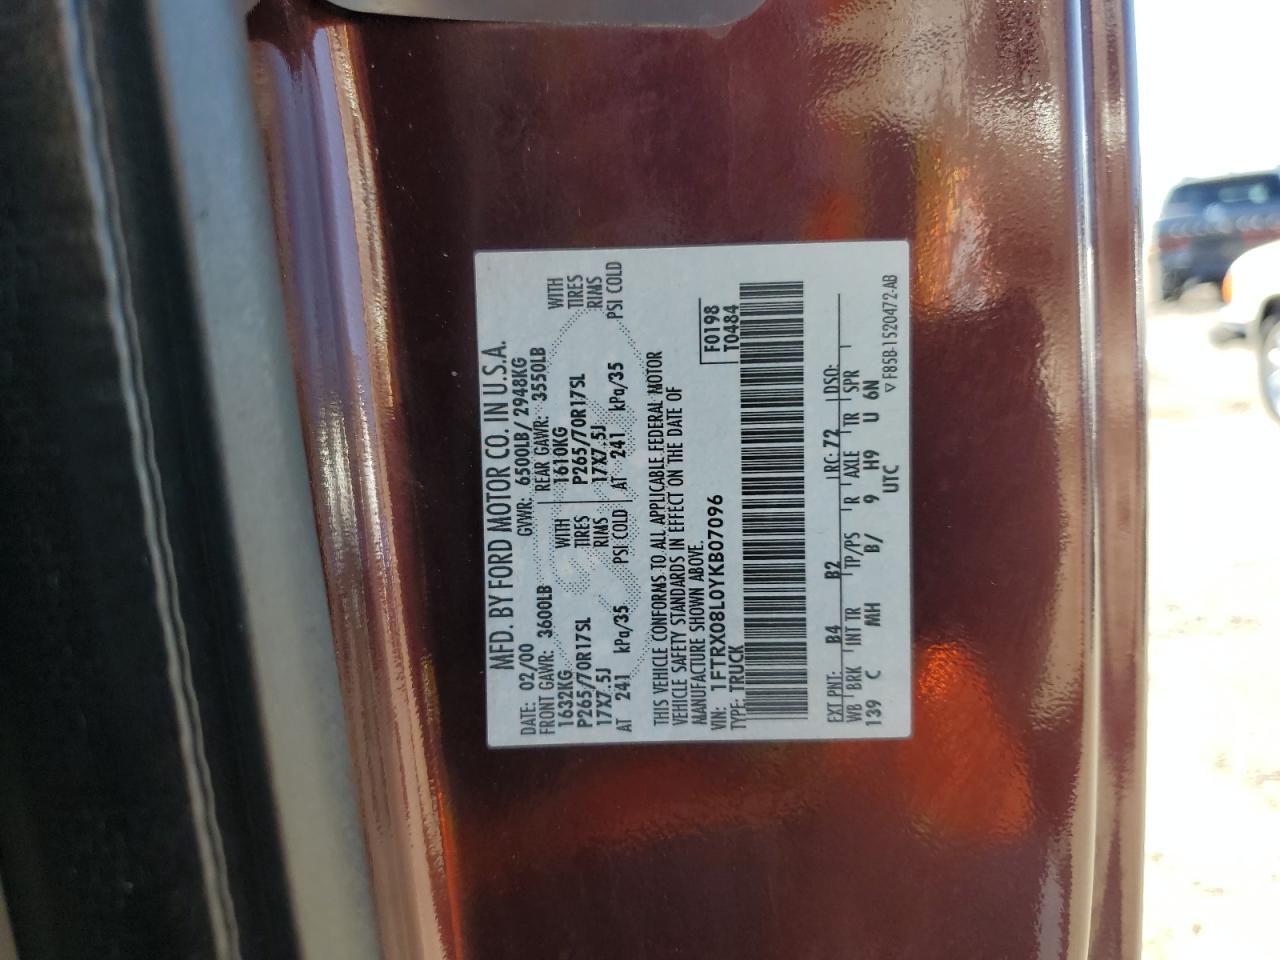 MFD. BY FORD MOTOR CO. IN U.S.A.
DATE: 02/00 GVWR: 6500LB/ 2948KG
FRONT GAWR: 3600LB REAR GAWR: 3550LB
1632KG WITH 1610KG WITH
P265/70R17SL TIRES P265/70R17SL TIRES
17X7.5J RIMS 17X7.5J RIMS
AT 241 kPa/35 PSI COLD AT 241 kPa/35 PSI COLD
THIS VEHICLE CONFORMS TO ALL APPLICABLE FEDERAL MOTOR
VEHICLE SAFETY STANDARDS IN EFFECT ON THE DATE OF
MANUFACTURE SHOWN ABOVE.
VIN: 1FTRX08L0YKB07096 F0198
TYPE: TRUCK T0484
EXT PNT: B4 B2 RC: 72 DSO:
WB BRK INT TR TP/PS R AXLE TR SPR
139 C MH B/ 9 H9 U 6N
UTC ▽ F85B-1520472-AB